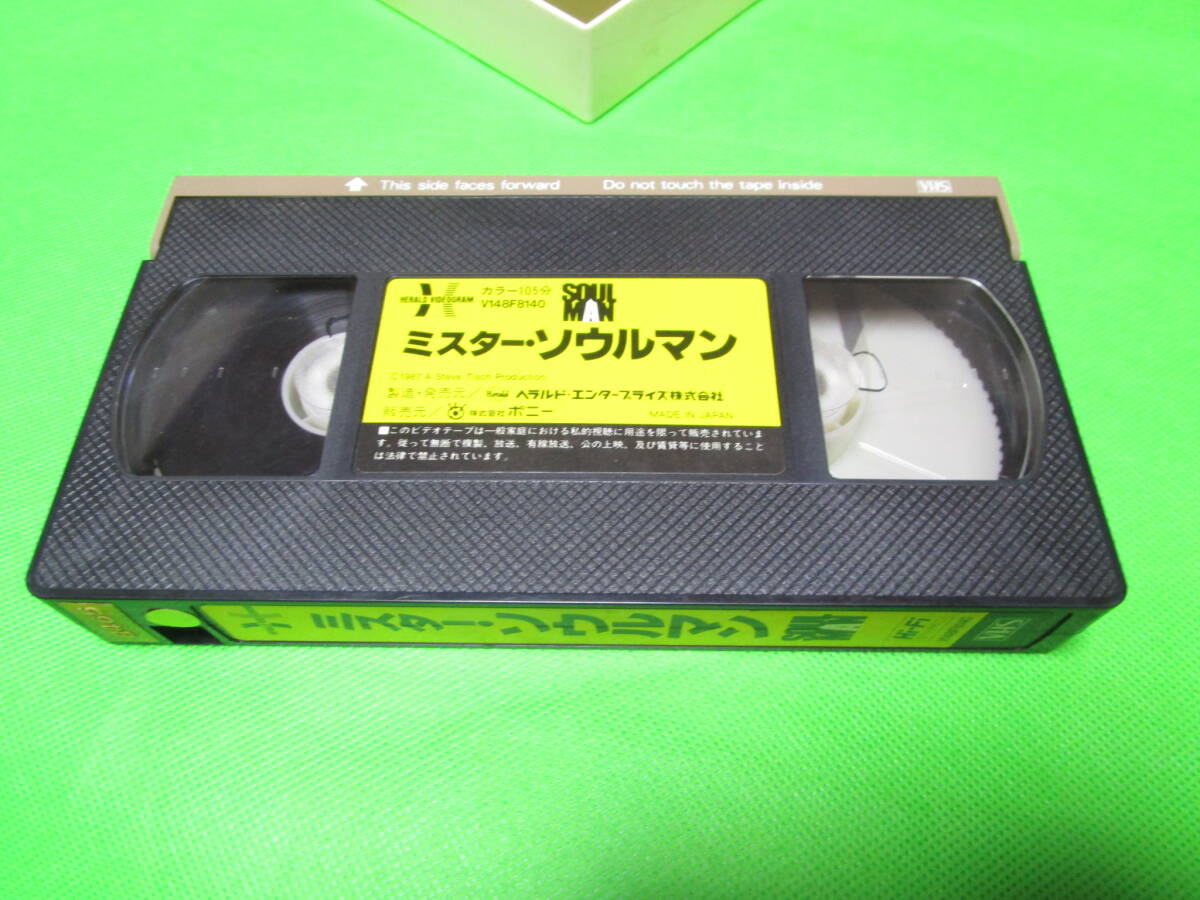 This side faces forward Do not touch the tape inside VHS
HERALD VIDEOGRAM
カラー105分
V148F8140
SOUL
MAN
ミスター・ソウルマン
©1987 A Steve Tisch Production
製造・発売元／Herald ヘラルド・エンタープライズ株式会社
販売元／株式会社ポニー MADE IN JAPAN
■このビデオテープは一般家庭における私的視聴に用途を限って販売されていま
す。従って無断で複製、放送、有線放送、公の上映、及び賃貸等に使用すること
は法律で禁止されています。
ミスター・ソウルマン SOUL MAN Hi-Fi VHS